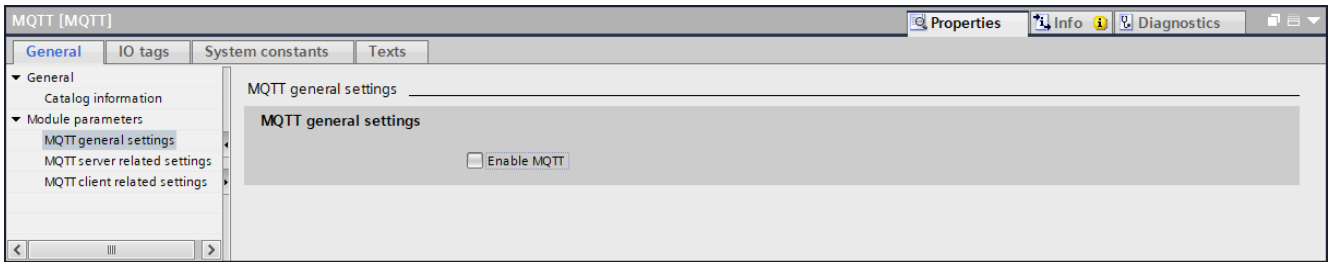 MQTT [MQTT]
Properties
Info
Diagnostics
General
IO tags
System constants
Texts
General
Catalog information
Module parameters
MQTT general settings
MQTT server related settings
MQTT client related settings
MQTT general settings
MQTT general settings
Enable MQTT